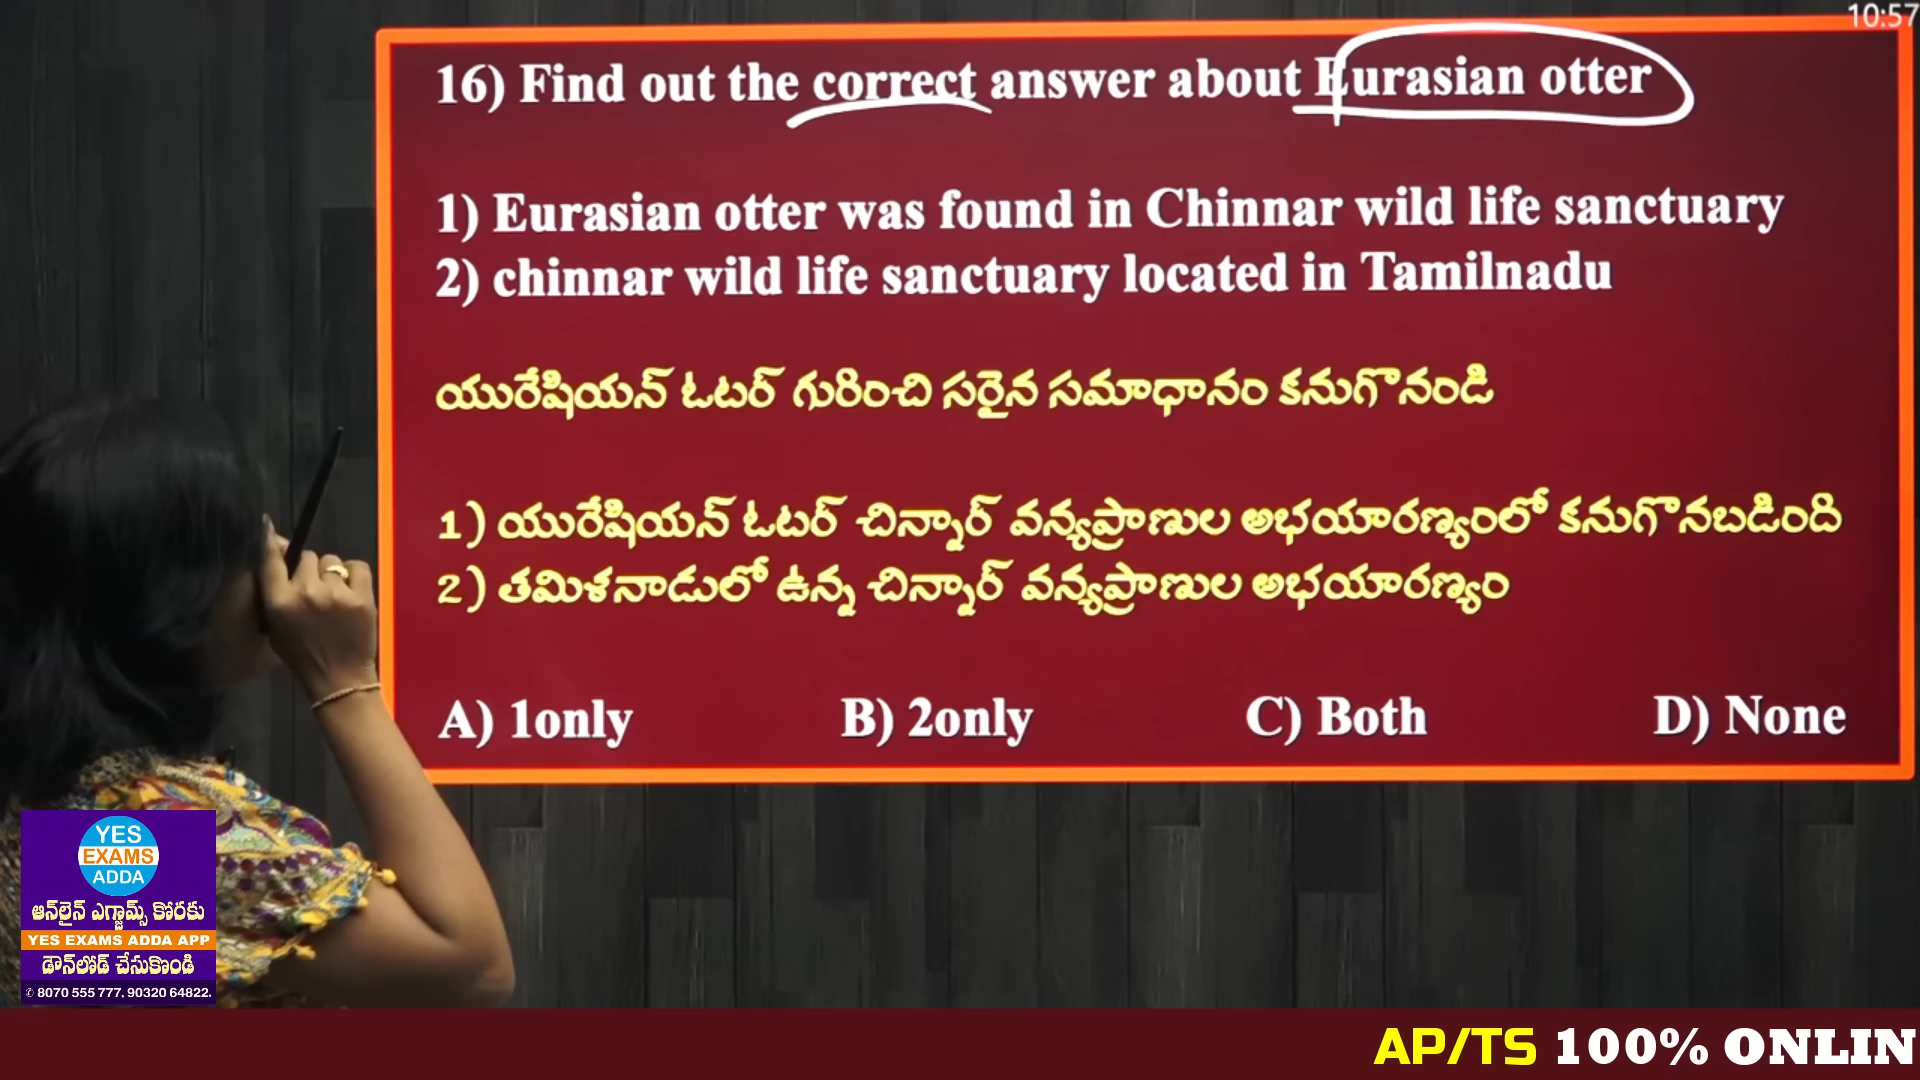 10:57
16) Find out the correct answer about Eurasian otter
1) Eurasian otter was found in Chinnar wild life sanctuary
2) chinnar wild life sanctuary located in Tamilnadu
యురేషియన్ ఓటర్ గురించి సరైన సమాధానం కనుగొనండి
1) యురేషియన్ ఓటర్ చిన్నార్ వన్యప్రాణుల అభయారణ్యంలో కనుగొనబడింది
2) తమిళనాడులో ఉన్న చిన్నార్ వన్యప్రాణుల అభయారణ్యం
A) 1only B) 2only C) Both D) None
YES
EXAMS
ADDA
ఆన్‌లైన్ ఎగ్జామ్స్ కోరకు
YES EXAMS ADDA APP
డౌన్‌లోడ్ చేసుకొండి
✆ 8070 555 777, 90320 64822.
AP/TS 100% ONLIN